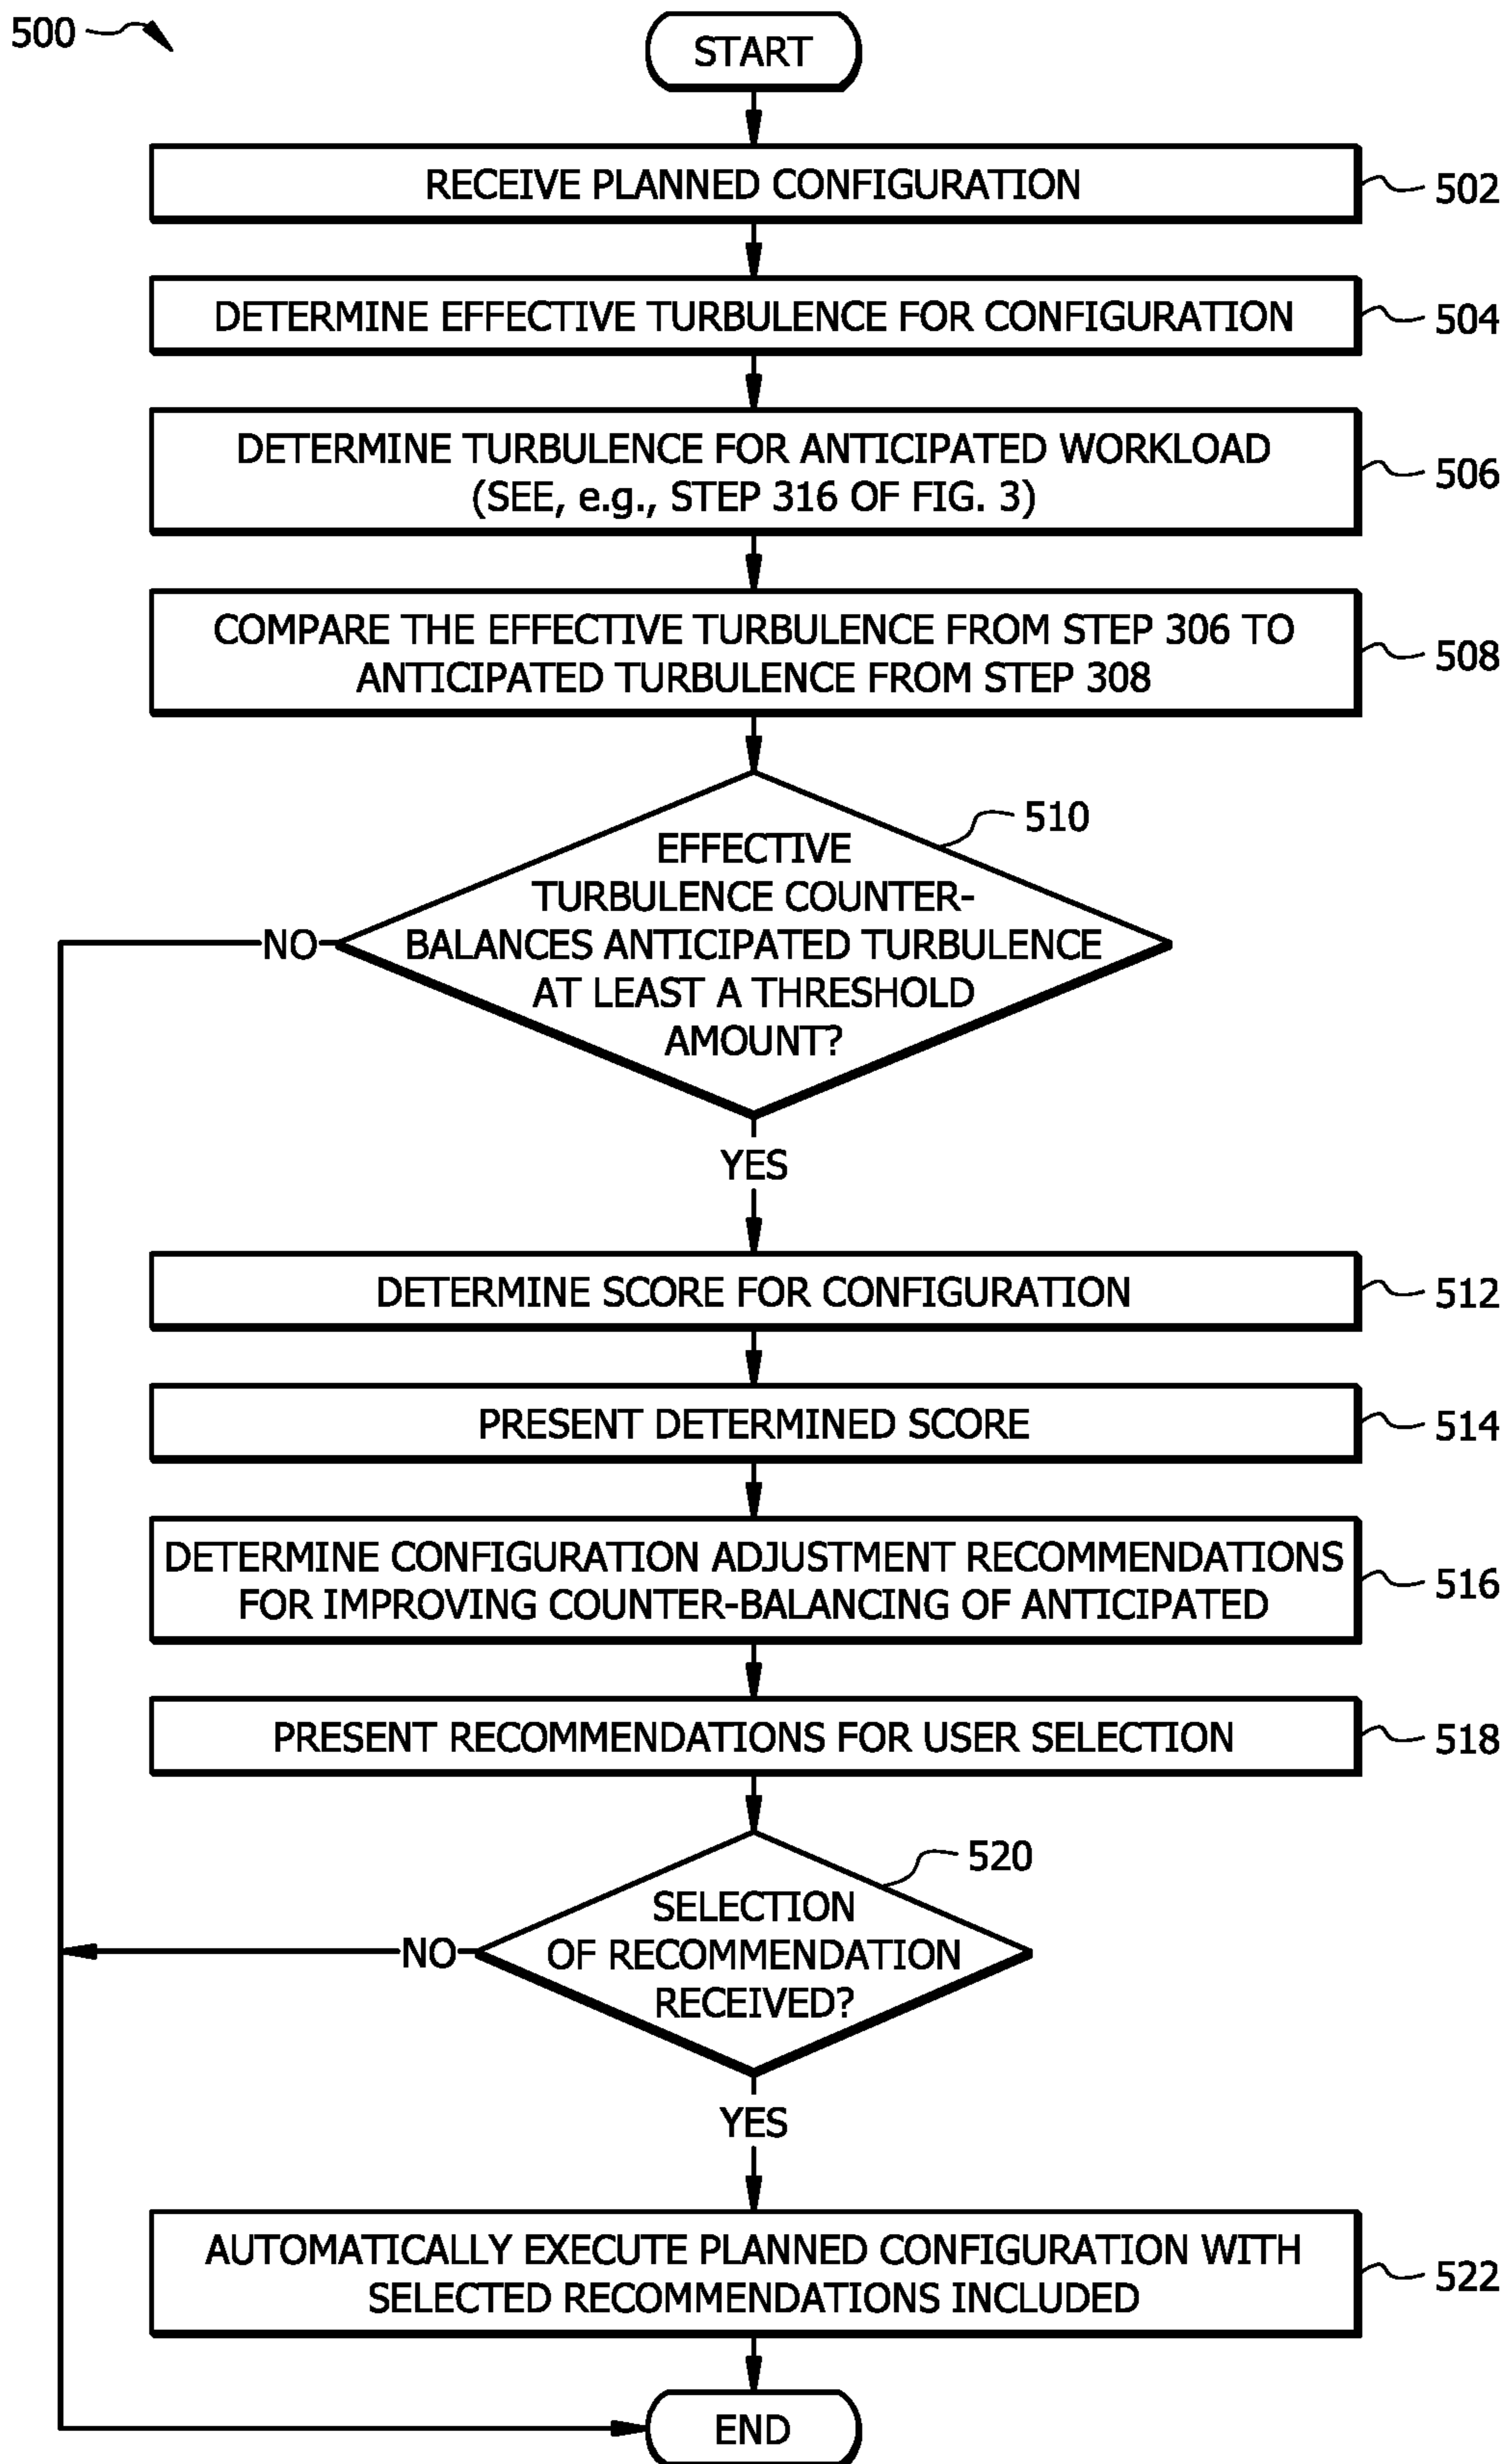 500
START
RECEIVE PLANNED CONFIGURATION
502
DETERMINE EFFECTIVE TURBULENCE FOR CONFIGURATION
504
DETERMINE TURBULENCE FOR ANTICIPATED WORKLOAD
(SEE, e.g., STEP 316 OF FIG. 3)
506
COMPARE THE EFFECTIVE TURBULENCE FROM STEP 306 TO
ANTICIPATED TURBULENCE FROM STEP 308
508
510
EFFECTIVE
TURBULENCE COUNTER-
BALANCES ANTICIPATED TURBULENCE
AT LEAST A THRESHOLD
AMOUNT?
NO
YES
DETERMINE SCORE FOR CONFIGURATION
512
PRESENT DETERMINED SCORE
514
DETERMINE CONFIGURATION ADJUSTMENT RECOMMENDATIONS
FOR IMPROVING COUNTER-BALANCING OF ANTICIPATED
516
PRESENT RECOMMENDATIONS FOR USER SELECTION
518
520
SELECTION
OF RECOMMENDATION
RECEIVED?
NO
YES
AUTOMATICALLY EXECUTE PLANNED CONFIGURATION WITH
SELECTED RECOMMENDATIONS INCLUDED
522
END